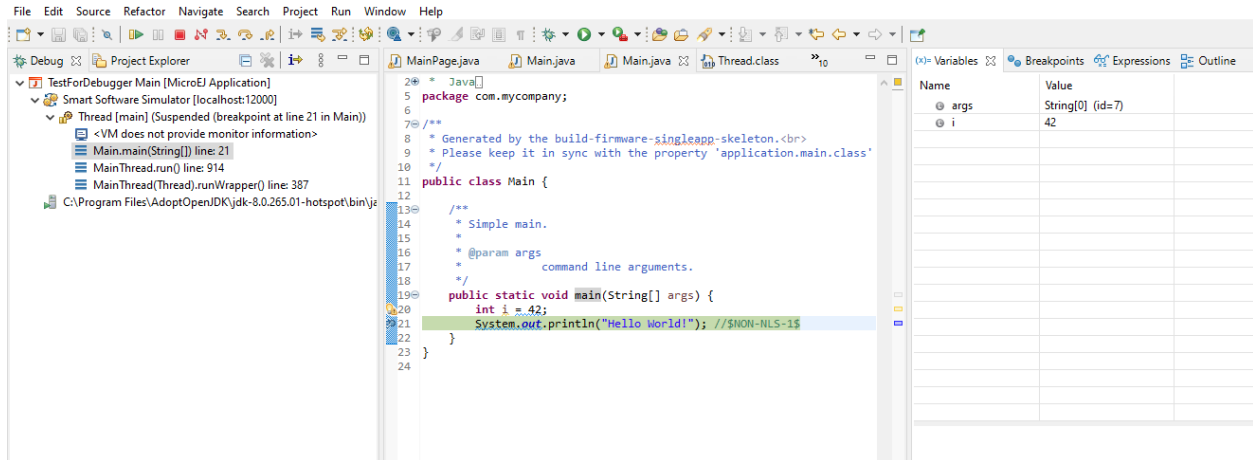 File Edit Source Refactor Navigate Search Project Run Window Help
Debug Project Explorer
TestForDebugger Main [MicroEJ Application]
Smart Software Simulator [localhost:12000]
Thread [main] (Suspended (breakpoint at line 21 in Main))
<VM does not provide monitor information>
Main.main(String[]) line: 21
MainThread.run() line: 914
MainThread(Thread).runWrapper() line: 387
C:\Program Files\AdoptOpenJDK\jdk-8.0.265.01-hotspot\bin\ja
MainPage.java Main.java Main.java Thread.class »10
2 * Java
5 package com.mycompany;
6
7 /**
8 * Generated by the build-firmware-singleapp-skeleton.<br>
9 * Please keep it in sync with the property 'application.main.class'
10 */
11 public class Main {
12
13 /**
14 * Simple main.
15 *
16 * @param args
17 * command line arguments.
18 */
19 public static void main(String[] args) {
20 int i = 42;
21 System.out.println("Hello World!"); //$NON-NLS-1$
22 }
23 }
24
(x)= Variables Breakpoints Expressions Outline
Name Value
args String[0] (id=7)
i 42